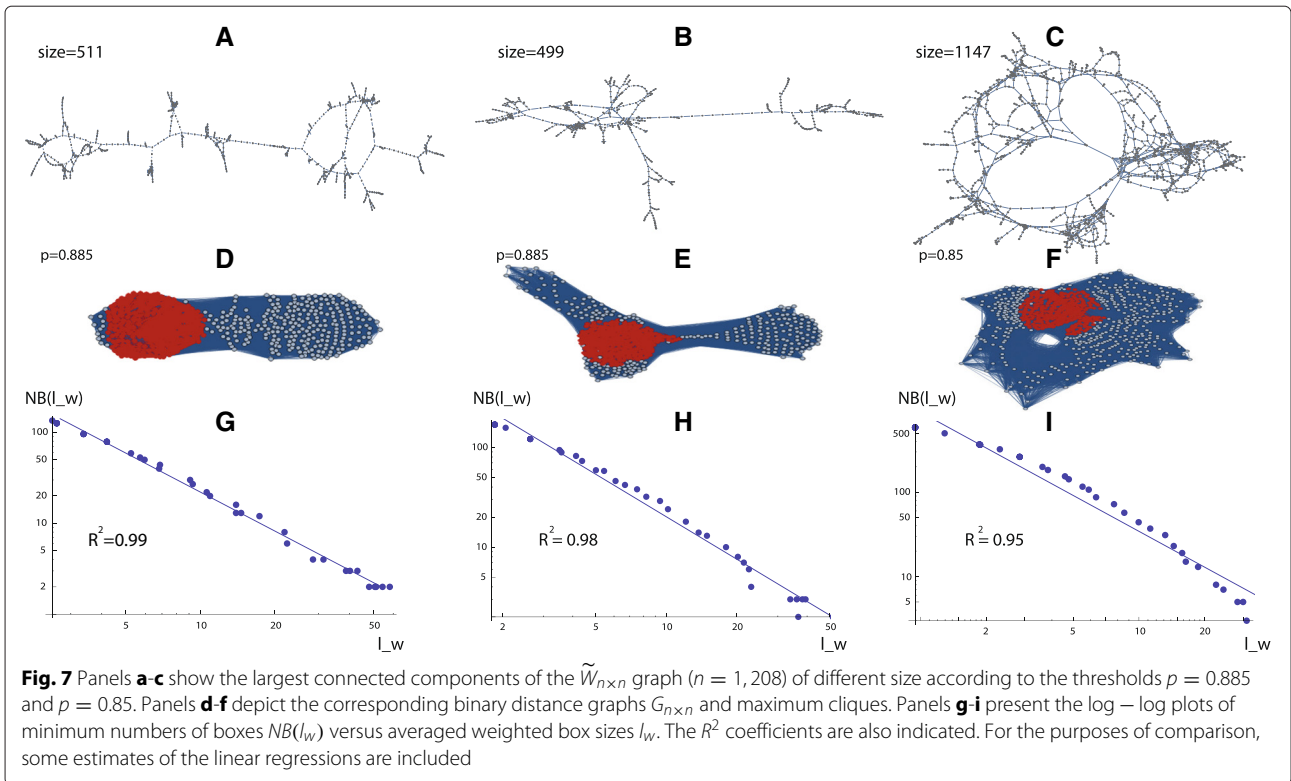 A B C
size=511 size=499 size=1147
p=0.885 D p=0.885 E p=0.85 F
NB(l_w) G NB(l_w) H NB(l_w) I
100
50
20
10
5
2
R²=0.99
5 10 20 50
l_w
100
50
10
5
R²= 0.98
2 5 10 20 50
l_w
500
100
50
10
5
R²= 0.95
2 5 10 20
l_w
Fig. 7 Panels a-c show the largest connected components of the W̃n×n graph (n = 1, 208) of different size according to the thresholds p = 0.885
and p = 0.85. Panels d-f depict the corresponding binary distance graphs Gn×n and maximum cliques. Panels g-i present the log − log plots of
minimum numbers of boxes NB(lw) versus averaged weighted box sizes lw. The R² coefficients are also indicated. For the purposes of comparison,
some estimates of the linear regressions are included